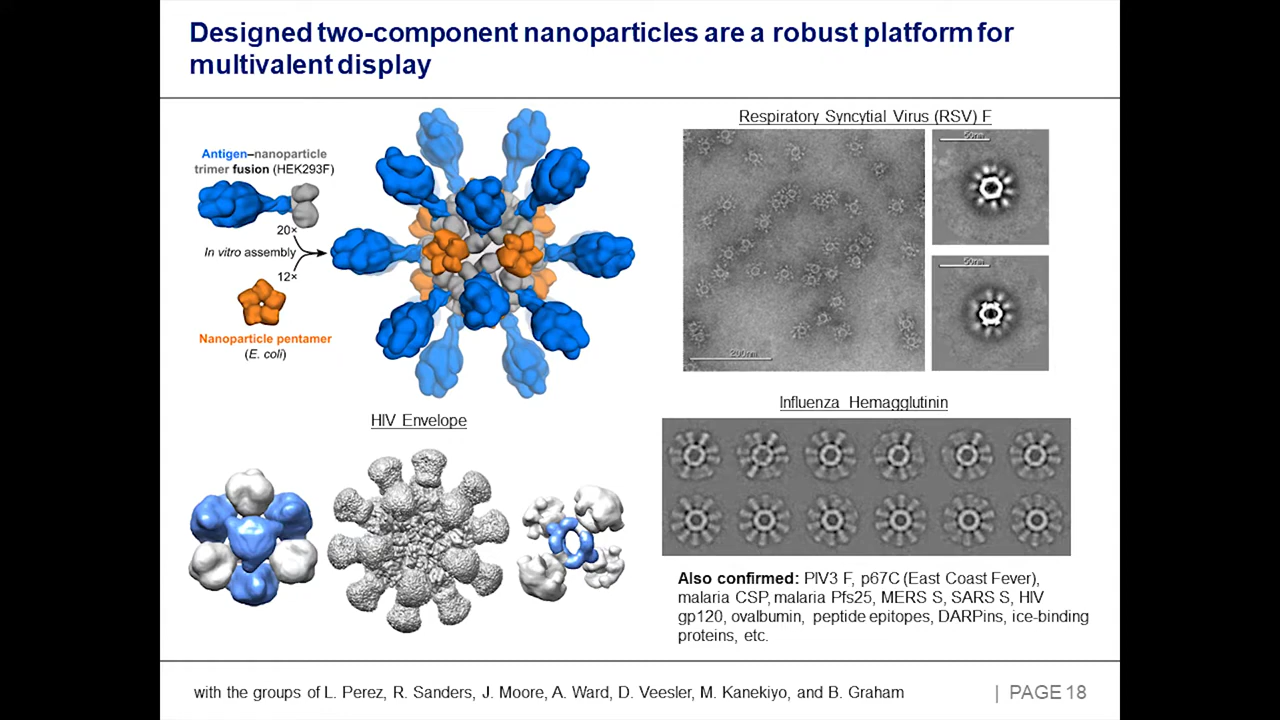 Designed two-component nanoparticles are a robust platform for
multivalent display
Antigen–nanoparticle
trimer fusion (HEK293F)
20×
In vitro assembly
12×
Nanoparticle pentamer
(E. coli)
Respiratory Syncytial Virus (RSV) F
50nm
50nm
200nm
HIV Envelope
Influenza Hemagglutinin
Also confirmed: PIV3 F, p67C (East Coast Fever),
malaria CSP, malaria Pfs25, MERS S, SARS S, HIV
gp120, ovalbumin, peptide epitopes, DARPins, ice-binding
proteins, etc.
with the groups of L. Perez, R. Sanders, J. Moore, A. Ward, D. Veesler, M. Kanekiyo, and B. Graham
| PAGE 18